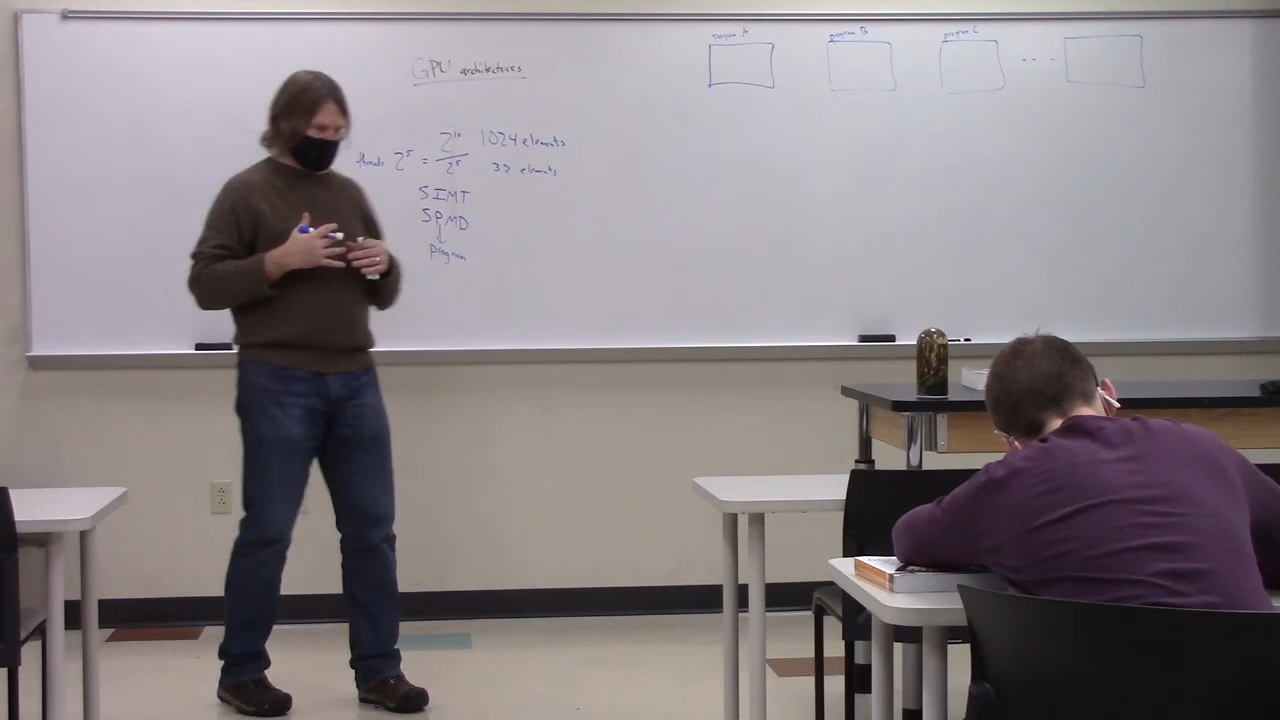 GPU architectures
program A program B program C
2^10 1024 elements
threads 2^5 = 2^5 32 elements
SIMT
SPMD
program